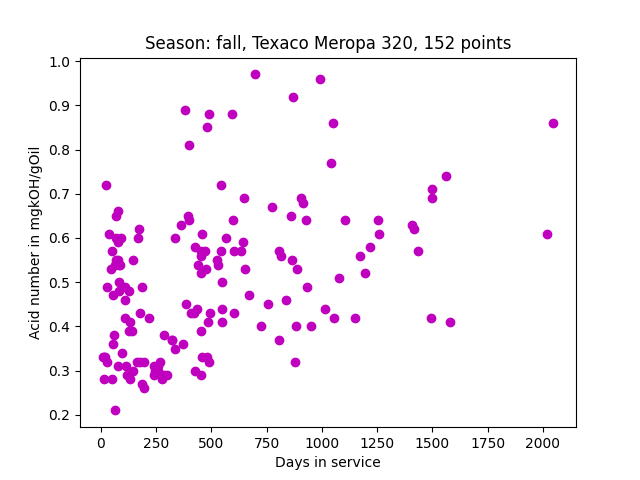 Season: fall, Texaco Meropa 320, 152 points
1.0
0.9
0.8
0.7
0.6
0.5
0.4
0.3
0.2
Acid number in mgkOH/gOil
0 250 500 750 1000 1250 1500 1750 2000
Days in service